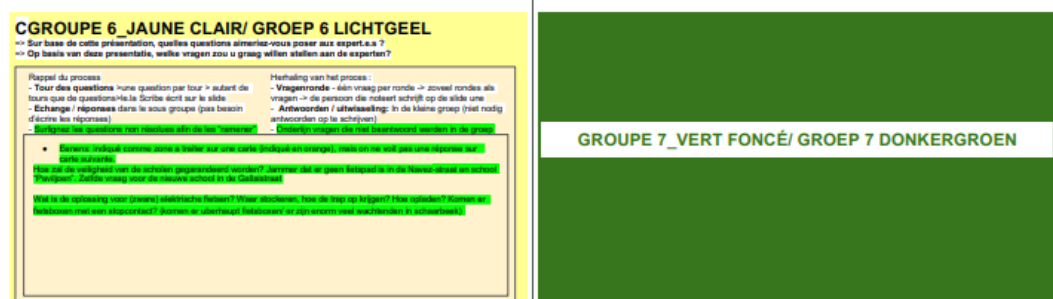 CGROUPE 6_JAUNE CLAIR/ GROEP 6 LICHTGEEL
=> Sur base de cette présentation, quelles questions aimeriez-vous poser aux expert.e.s ?
=> Op basis van deze presentatie, welke vragen zou u graag willen stellen aan de experten?
Rappel du process
- Tour des questions >une question par tour > autant de
tours que de questions>le.la Scribe écrit sur le slide
- Echange / réponses dans le sous groupe (pas besoin
d'écrire les réponses)
- Surlignez les questions non résolues afin de les "ramener"
Herhaling van het proces :
- Vragenronde - één vraag per ronde -> zoveel rondes als
vragen -> de persoon die noteert schrijft op de slide une
- Antwoorden / uitwisseling: In de kleine groep (niet nodig
antwoorden op te schrijven)
- Onderlijn vragen die niet beantwoord werden in de groep
● Eenens: indiqué comme zone a traiter sur une carte (indiqué en orange), mais on ne voit pas une réponse sur
carte suivante.
Hoe zal de veiligheid van de scholen gegarandeerd worden? Jammer dat er geen fietspad is in de Navez-straat en school
"Paviljoen". Zelfde vraag voor de nieuwe school in de Gallaitstraat
Wat is de oplossing voor (zware) elektrische fietsen? Waar stockeren, hoe de trap op krijgen? Hoe opladen? Komen er
fietsboxen met een stopcontact? (komen er uberhaupt fietsboxen/ er zijn enorm veel wachtenden in schaarbeek)
GROUPE 7_VERT FONCÉ/ GROEP 7 DONKERGROEN